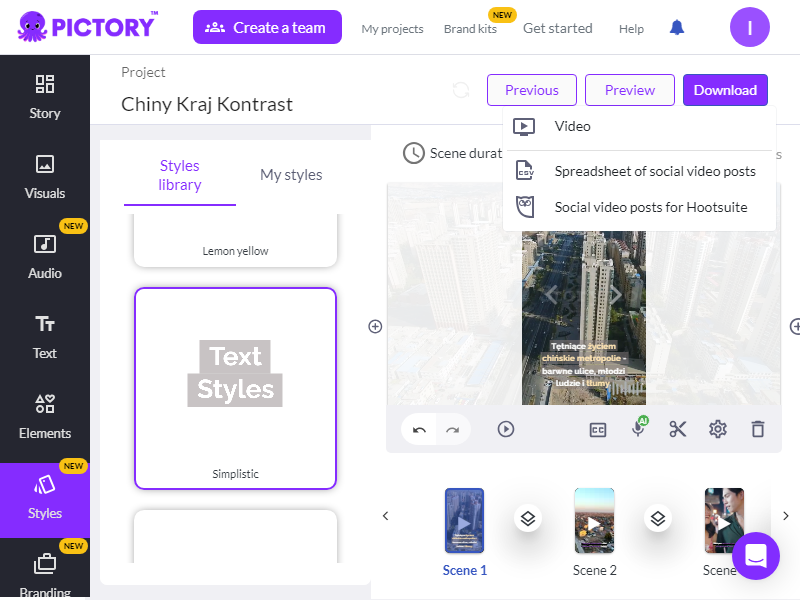 PICTORY™
Create a team
My projects
Brand kits
NEW
Get started
Help
I
Story
Visuals
NEW
Audio
Text
Elements
NEW
Styles
NEW
Branding
Project
Chiny Kraj Kontrast
Previous
Preview
Download
Video
Spreadsheet of social video posts
CSV
Social video posts for Hootsuite
Styles
library
My styles
Lemon yellow
Text
Styles
Simplistic
Scene durat
s
Tętniące życiem
chińskie metropolie -
barwne ulice, młodzi
ludzie i tłumy
CC
AI
Scene 1
Scene 2
Scene